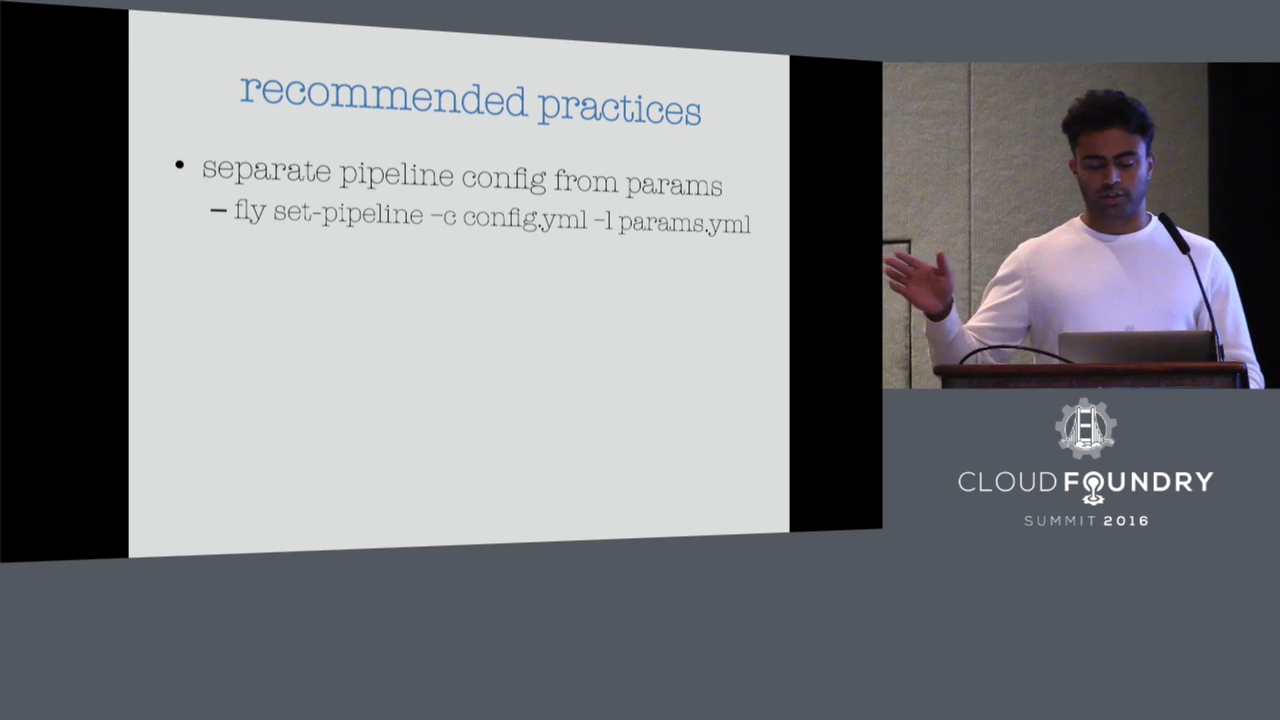 recommended practices
• separate pipeline config from params
– fly set-pipeline –c config.yml –l params.yml
CLOUD FOUNDRY
SUMMIT 2016